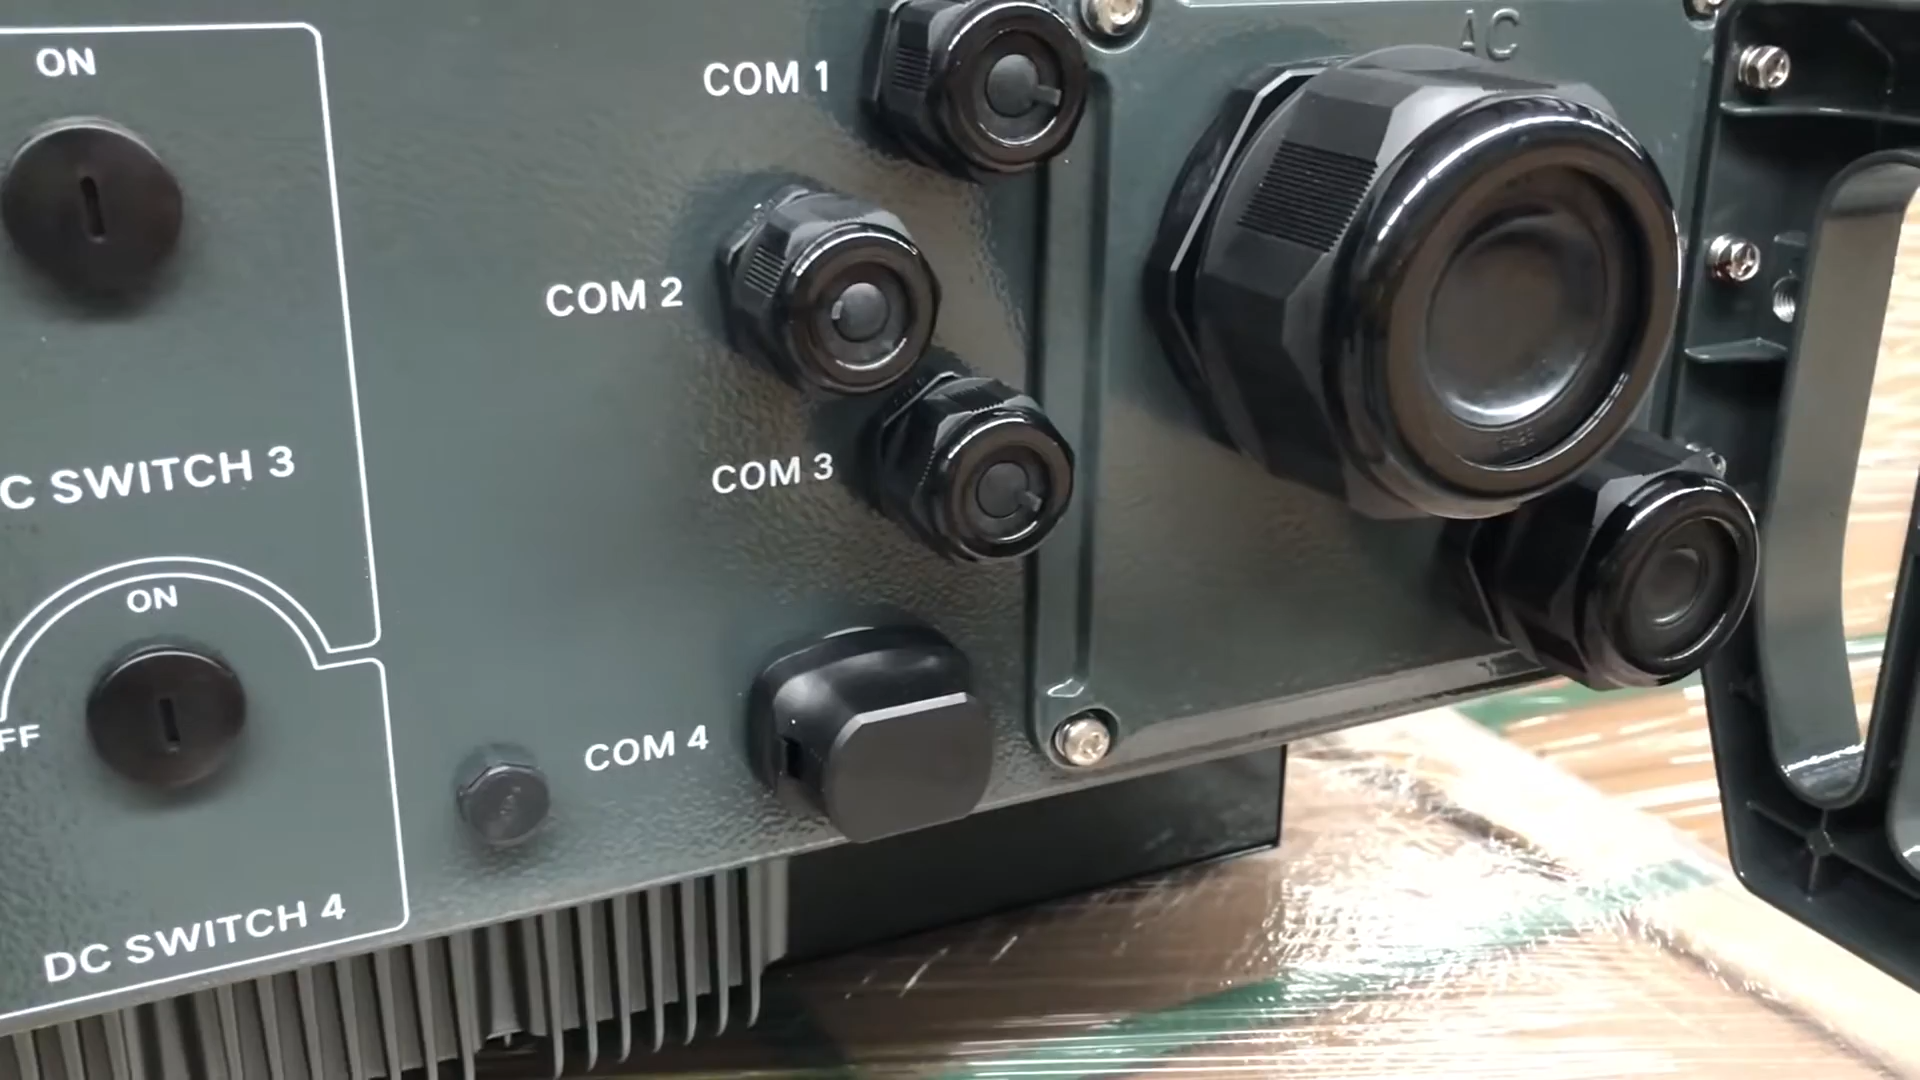 ON
C SWITCH 3
ON
FF
DC SWITCH 4
COM 1
COM 2
COM 3
COM 4
AC